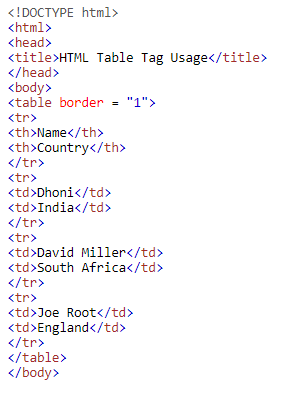 <!DOCTYPE html>
<html>
<head>
<title>HTML Table Tag Usage</title>
</head>
<body>
<table border = "1">
<tr>
<th>Name</th>
<th>Country</th>
</tr>
<tr>
<td>Dhoni</td>
<td>India</td>
</tr>
<tr>
<td>David Miller</td>
<td>South Africa</td>
</tr>
<tr>
<td>Joe Root</td>
<td>England</td>
</tr>
</table>
</body>